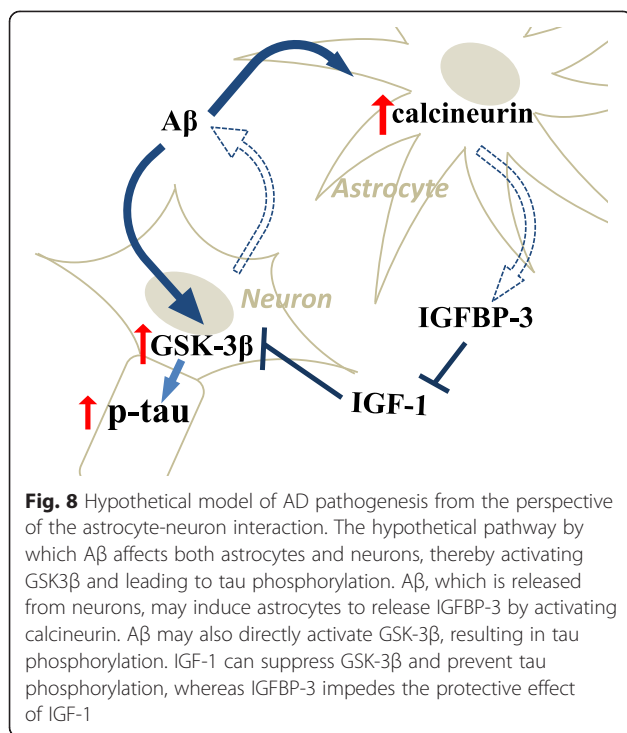 Aβ
calcineurin
Astrocyte
Neuron
IGFBP-3
GSK-3β
IGF-1
p-tau
Fig. 8 Hypothetical model of AD pathogenesis from the perspective
of the astrocyte-neuron interaction. The hypothetical pathway by
which Aβ affects both astrocytes and neurons, thereby activating
GSK3β and leading to tau phosphorylation. Aβ, which is released
from neurons, may induce astrocytes to release IGFBP-3 by activating
calcineurin. Aβ may also directly activate GSK-3β, resulting in tau
phosphorylation. IGF-1 can suppress GSK-3β and prevent tau
phosphorylation, whereas IGFBP-3 impedes the protective effect
of IGF-1